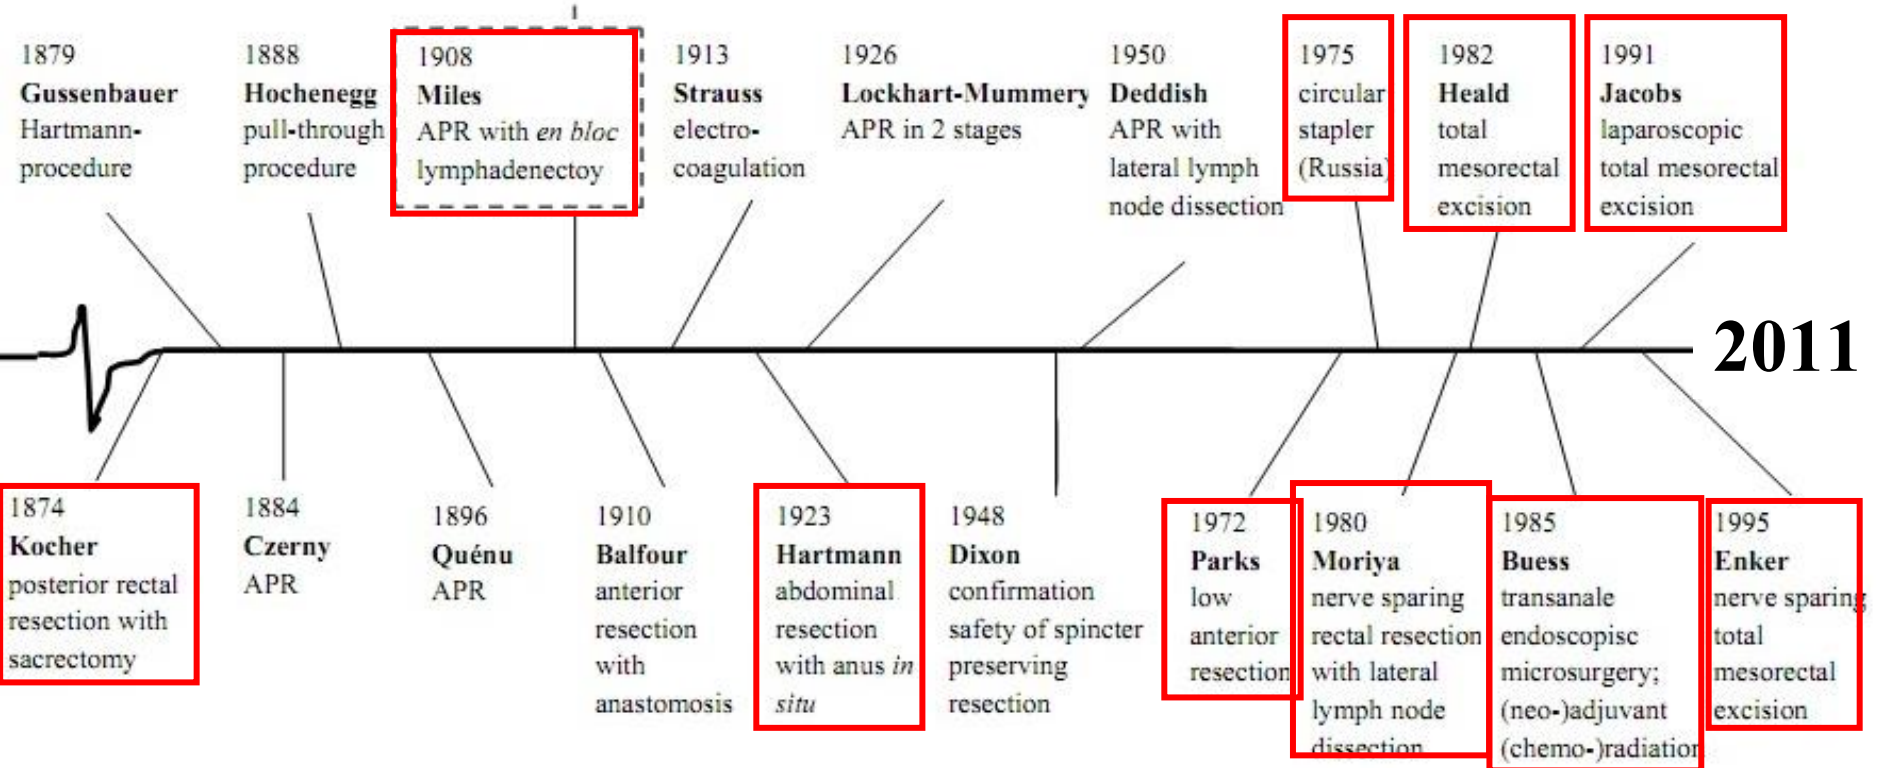 1879
Gussenbauer
Hartmann-
procedure
1888
Hochenegg
pull-through
procedure
1908
Miles
APR with en bloc
lymphadenectoy
1913
Strauss
electro-
coagulation
1926
Lockhart-Mummery
APR in 2 stages
1950
Deddish
APR with
lateral lymph
node dissection
1975
circular
stapler
(Russia)
1982
Heald
total
mesorectal
excision
1991
Jacobs
laparoscopic
total mesorectal
excision
2011
1874
Kocher
posterior rectal
resection with
sacrectomy
1884
Czerny
APR
1896
Quénu
APR
1910
Balfour
anterior
resection
with
anastomosis
1923
Hartmann
abdominal
resection
with anus in
situ
1948
Dixon
confirmation
safety of spincter
preserving
resection
1972
Parks
low
anterior
resection
1980
Moriya
nerve sparing
rectal resection
with lateral
lymph node
dissection
1985
Buess
transanale
endoscopisc
microsurgery;
(neo-)adjuvant
(chemo-)radiation
1995
Enker
nerve sparing
total
mesorectal
excision